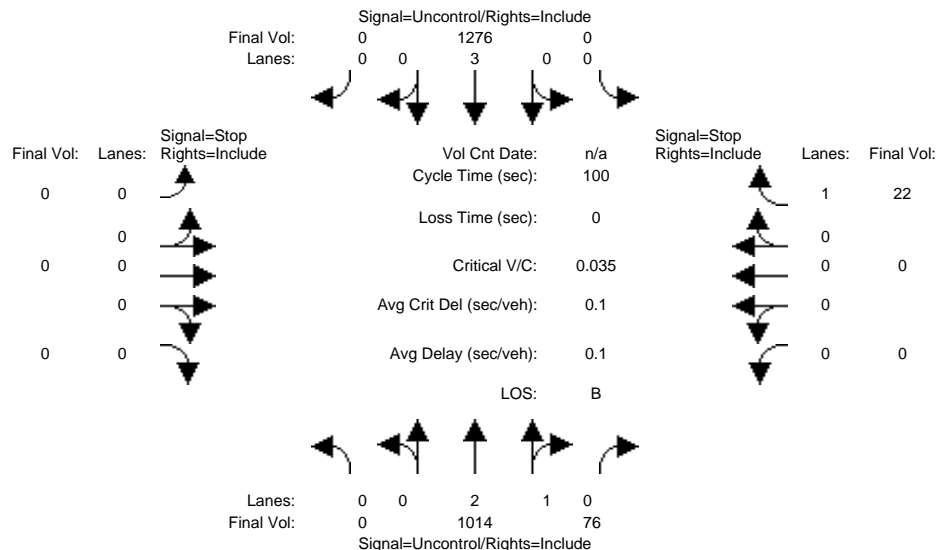 Signal=Uncontrol/Rights=Include
Final Vol: 0 1276 0
Lanes: 0 0 3 0 0
Signal=Stop Signal=Stop
Final Vol: Lanes: Rights=Include Vol Cnt Date: n/a Rights=Include Lanes: Final Vol:
Cycle Time (sec): 100
0 0 1 22
Loss Time (sec): 0
0 0
0 0 Critical V/C: 0.035 0 0
0 Avg Crit Del (sec/veh): 0.1 0
0 0 Avg Delay (sec/veh): 0.1 0 0
LOS: B
Lanes: 0 0 2 1 0
Final Vol: 0 1014 76
Signal=Uncontrol/Rights=Include